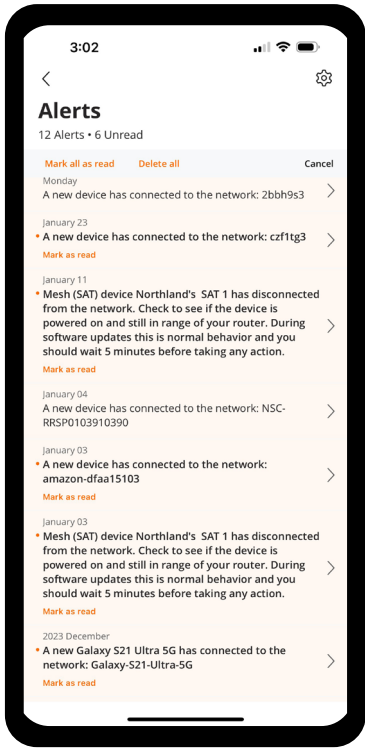 3:02
Alerts
12 Alerts • 6 Unread
Mark all as read Delete all Cancel
Monday
A new device has connected to the network: 2bbh9s3
January 23
A new device has connected to the network: czf1tg3
Mark as read
January 11
Mesh (SAT) device Northland's SAT 1 has disconnected
from the network. Check to see if the device is
powered on and still in range of your router. During
software updates this is normal behavior and you
should wait 5 minutes before taking any action.
Mark as read
January 04
A new device has connected to the network: NSC-
RRSP0103910390
January 03
A new device has connected to the network:
amazon-dfaa15103
Mark as read
January 03
Mesh (SAT) device Northland's SAT 1 has disconnected
from the network. Check to see if the device is
powered on and still in range of your router. During
software updates this is normal behavior and you
should wait 5 minutes before taking any action.
Mark as read
2023 December
A new Galaxy S21 Ultra 5G has connected to the
network: Galaxy-S21-Ultra-5G
Mark as read